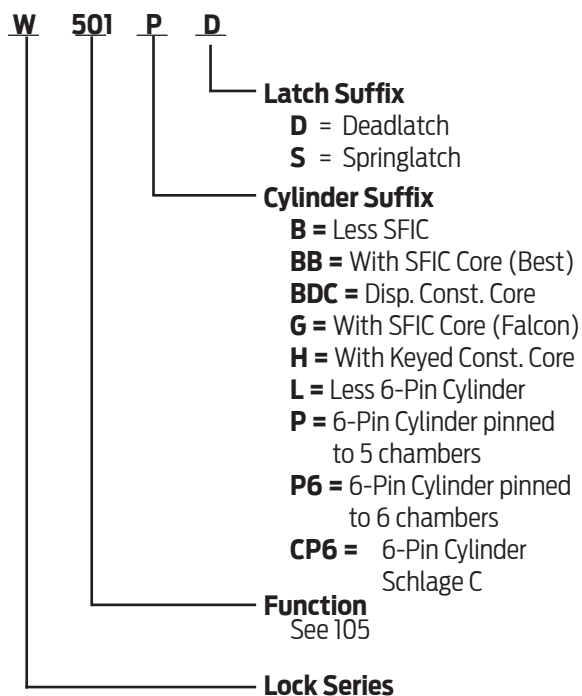 W 501 P D
Latch Suffix
D = Deadlatch
S = Springlatch
Cylinder Suffix
B = Less SFIC
BB = With SFIC Core (Best)
BDC = Disp. Const. Core
G = With SFIC Core (Falcon)
H = With Keyed Const. Core
L = Less 6-Pin Cylinder
P = 6-Pin Cylinder pinned
to 5 chambers
P6 = 6-Pin Cylinder pinned
to 6 chambers
CP6 = 6-Pin Cylinder
Schlage C
Function
See 105
Lock Series